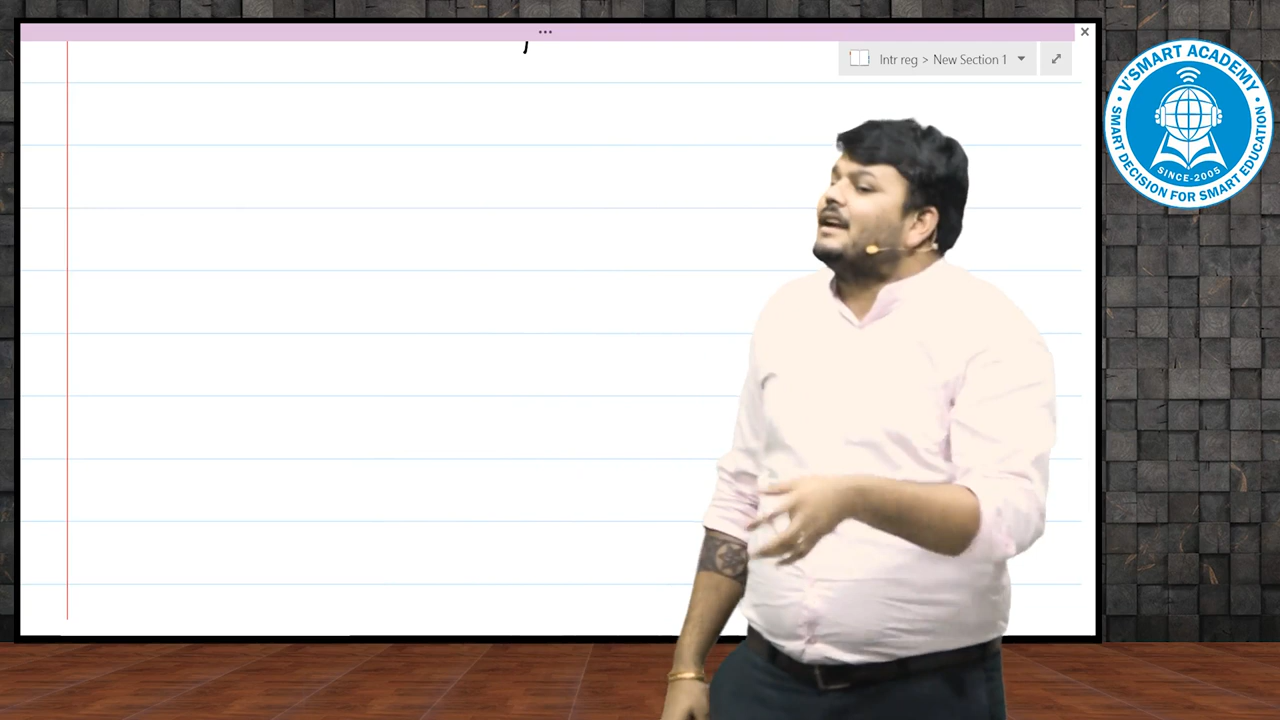 Intr reg > New Section 1
V'SMART ACADEMY
SINCE-2005
SMART DECISION FOR SMART EDUCATION